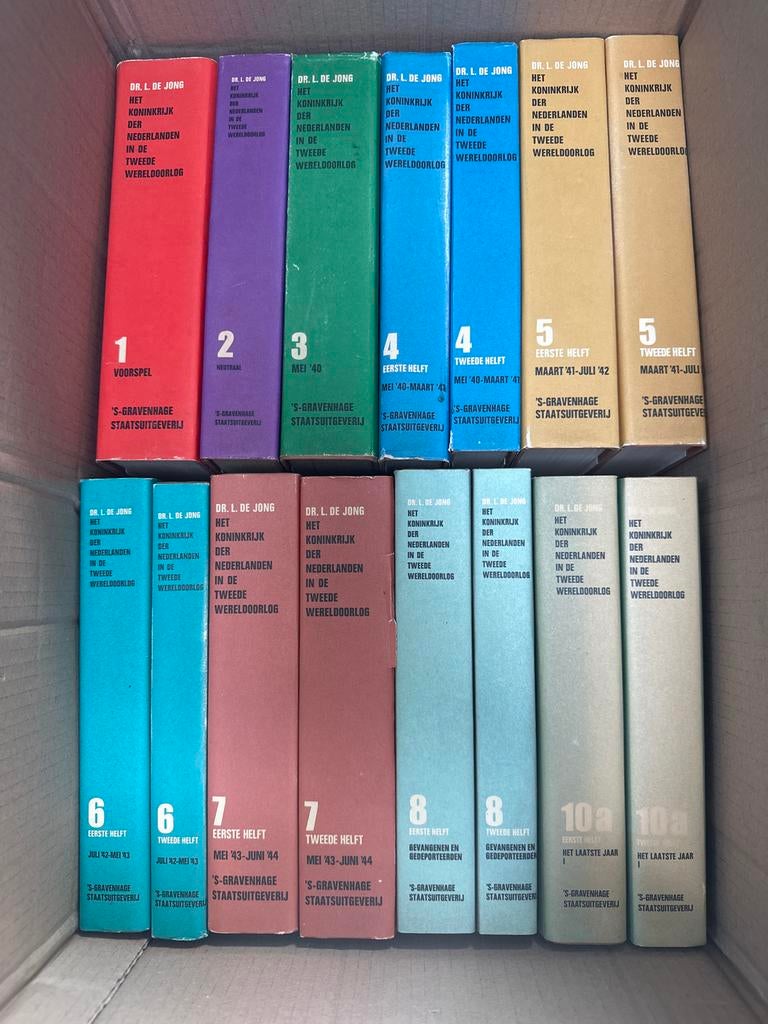 DR. L. DE JONG
HET
KONINKRIJK
DER
NEDERLANDEN
IN DE
TWEEDE
WERELDOORLOG
1
VOORSPEL
'S-GRAVENHAGE
STAATSUITGEVERIJ
DR. L. DE JONG
HET
KONINKRIJK
DER
NEDERLANDEN
IN DE
TWEEDE
WERELDOORLOG
2
NEUTRAAL
'S-GRAVENHAGE
STAATSUITGEVERIJ
DR. L. DE JONG
HET
KONINKRIJK
DER
NEDERLANDEN
IN DE
TWEEDE
WERELDOORLOG
3
MEI '40
'S-GRAVENHAGE
STAATSUITGEVERIJ
DR. L. DE JONG
HET
KONINKRIJK
DER
NEDERLANDEN
IN DE
TWEEDE
WERELDOORLOG
4
EERSTE HELFT
MEI '40-MAART '41
'S-GRAVENHAGE
STAATSUITGEVERIJ
DR. L. DE JONG
HET
KONINKRIJK
DER
NEDERLANDEN
IN DE
TWEEDE
WERELDOORLOG
4
TWEEDE HELFT
MEI '40-MAART '41
'S-GRAVENHAGE
STAATSUITGEVERIJ
DR. L. DE JONG
HET
KONINKRIJK
DER
NEDERLANDEN
IN DE
TWEEDE
WERELDOORLOG
5
EERSTE HELFT
MAART '41-JULI '42
'S-GRAVENHAGE
STAATSUITGEVERIJ
DR. L. DE JONG
HET
KONINKRIJK
DER
NEDERLANDEN
IN DE
TWEEDE
WERELDOORLOG
5
TWEEDE HELFT
MAART '41-JULI
'S-GRAVENHAGE
STAATSUITGEVERIJ
DR. L. DE JONG
HET
KONINKRIJK
DER
NEDERLANDEN
IN DE
TWEEDE
WERELDOORLOG
6
EERSTE HELFT
JULI '42-MEI '43
'S-GRAVENHAGE
STAATSUITGEVERIJ
DR. L. DE JONG
HET
KONINKRIJK
DER
NEDERLANDEN
IN DE
TWEEDE
WERELDOORLOG
6
TWEEDE HELFT
JULI '42-MEI '43
'S-GRAVENHAGE
STAATSUITGEVERIJ
DR. L. DE JONG
HET
KONINKRIJK
DER
NEDERLANDEN
IN DE
TWEEDE
WERELDOORLOG
7
EERSTE HELFT
MEI '43-JUNI '44
'S-GRAVENHAGE
STAATSUITGEVERIJ
DR. L. DE JONG
HET
KONINKRIJK
DER
NEDERLANDEN
IN DE
TWEEDE
WERELDOORLOG
7
TWEEDE HELFT
MEI '43-JUNI '44
'S-GRAVENHAGE
STAATSUITGEVERIJ
DR. L. DE JONG
HET
KONINKRIJK
DER
NEDERLANDEN
IN DE
TWEEDE
WERELDOORLOG
8
EERSTE HELFT
GEVANGENEN EN
GEDEPORTEERDEN
'S-GRAVENHAGE
STAATSUITGEVERIJ
DR. L. DE JONG
HET
KONINKRIJK
DER
NEDERLANDEN
IN DE
TWEEDE
WERELDOORLOG
8
TWEEDE HELFT
GEVANGENEN EN
GEDEPORTEERDEN
'S-GRAVENHAGE
STAATSUITGEVERIJ
DR. L. DE JONG
HET
KONINKRIJK
DER
NEDERLANDEN
IN DE
TWEEDE
WERELDOORLOG
10a
EERSTE HELFT
HET LAATSTE JAAR
I
'S-GRAVENHAGE
STAATSUITGEVERIJ
DR. L. DE JONG
HET
KONINKRIJK
DER
NEDERLANDEN
IN DE
TWEEDE
WERELDOORLOG
10a
HET LAATSTE JAAR
I
'S-GRAVENHAGE
STAATSUITGEVERIJ